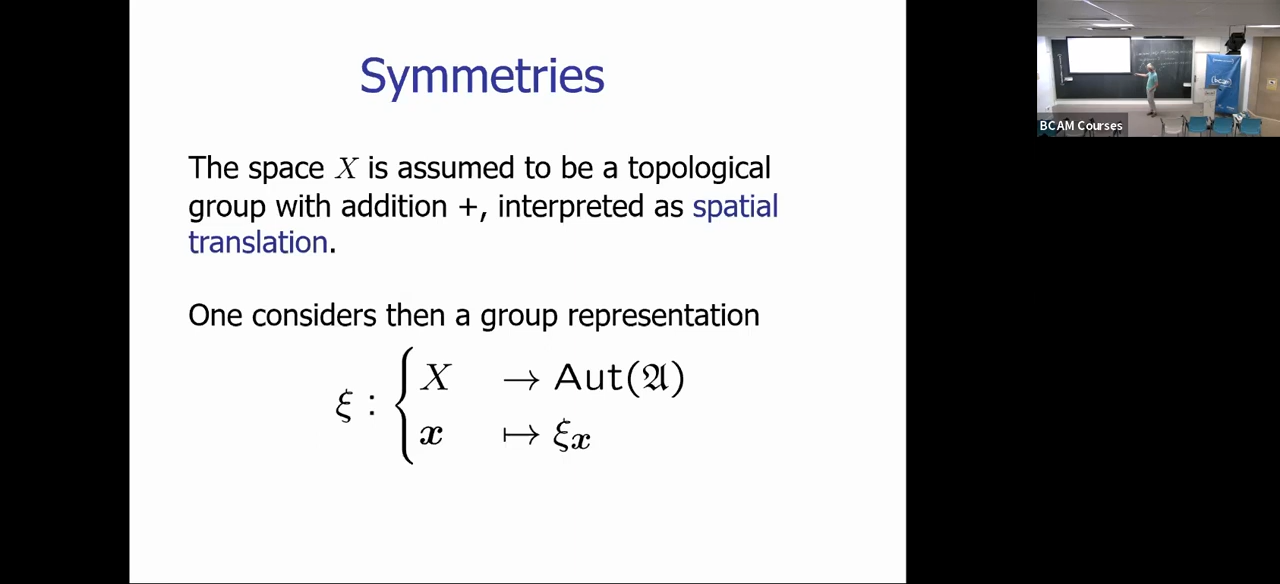 Symmetries
The space X is assumed to be a topological
group with addition +, interpreted as spatial
translation.
One considers then a group representation
ξ : { X → Aut(𝔄)
x ↦ ξx
BCAM Courses